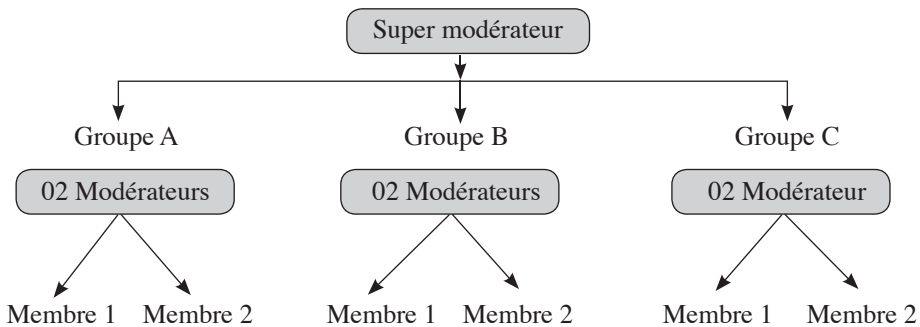 Super modérateur
Groupe A Groupe B Groupe C
02 Modérateurs 02 Modérateurs 02 Modérateur
Membre 1 Membre 2 Membre 1 Membre 2 Membre 1 Membre 2